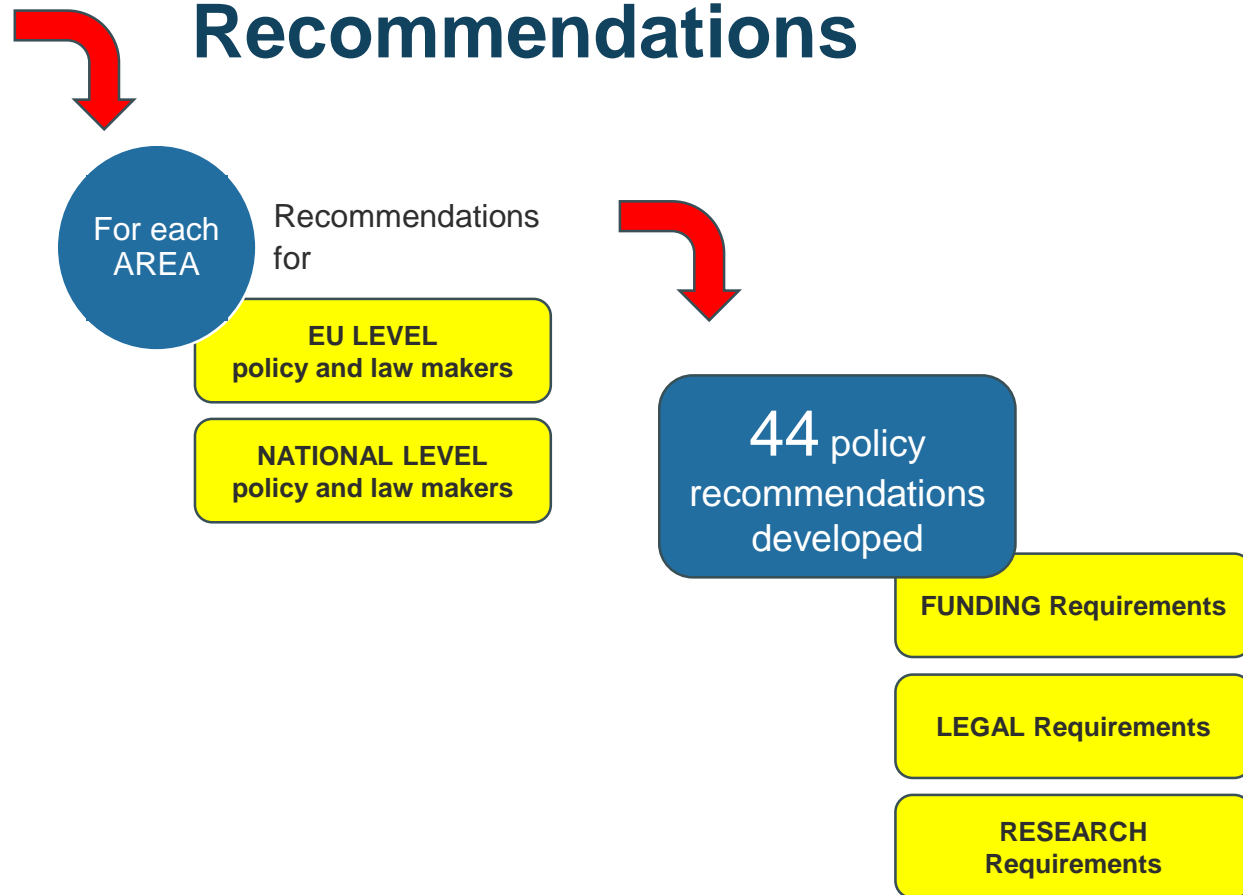 Recommendations
For each
AREA
Recommendations
for
EU LEVEL
policy and law makers
NATIONAL LEVEL
policy and law makers
44 policy
recommendations
developed
FUNDING Requirements
LEGAL Requirements
RESEARCH
Requirements